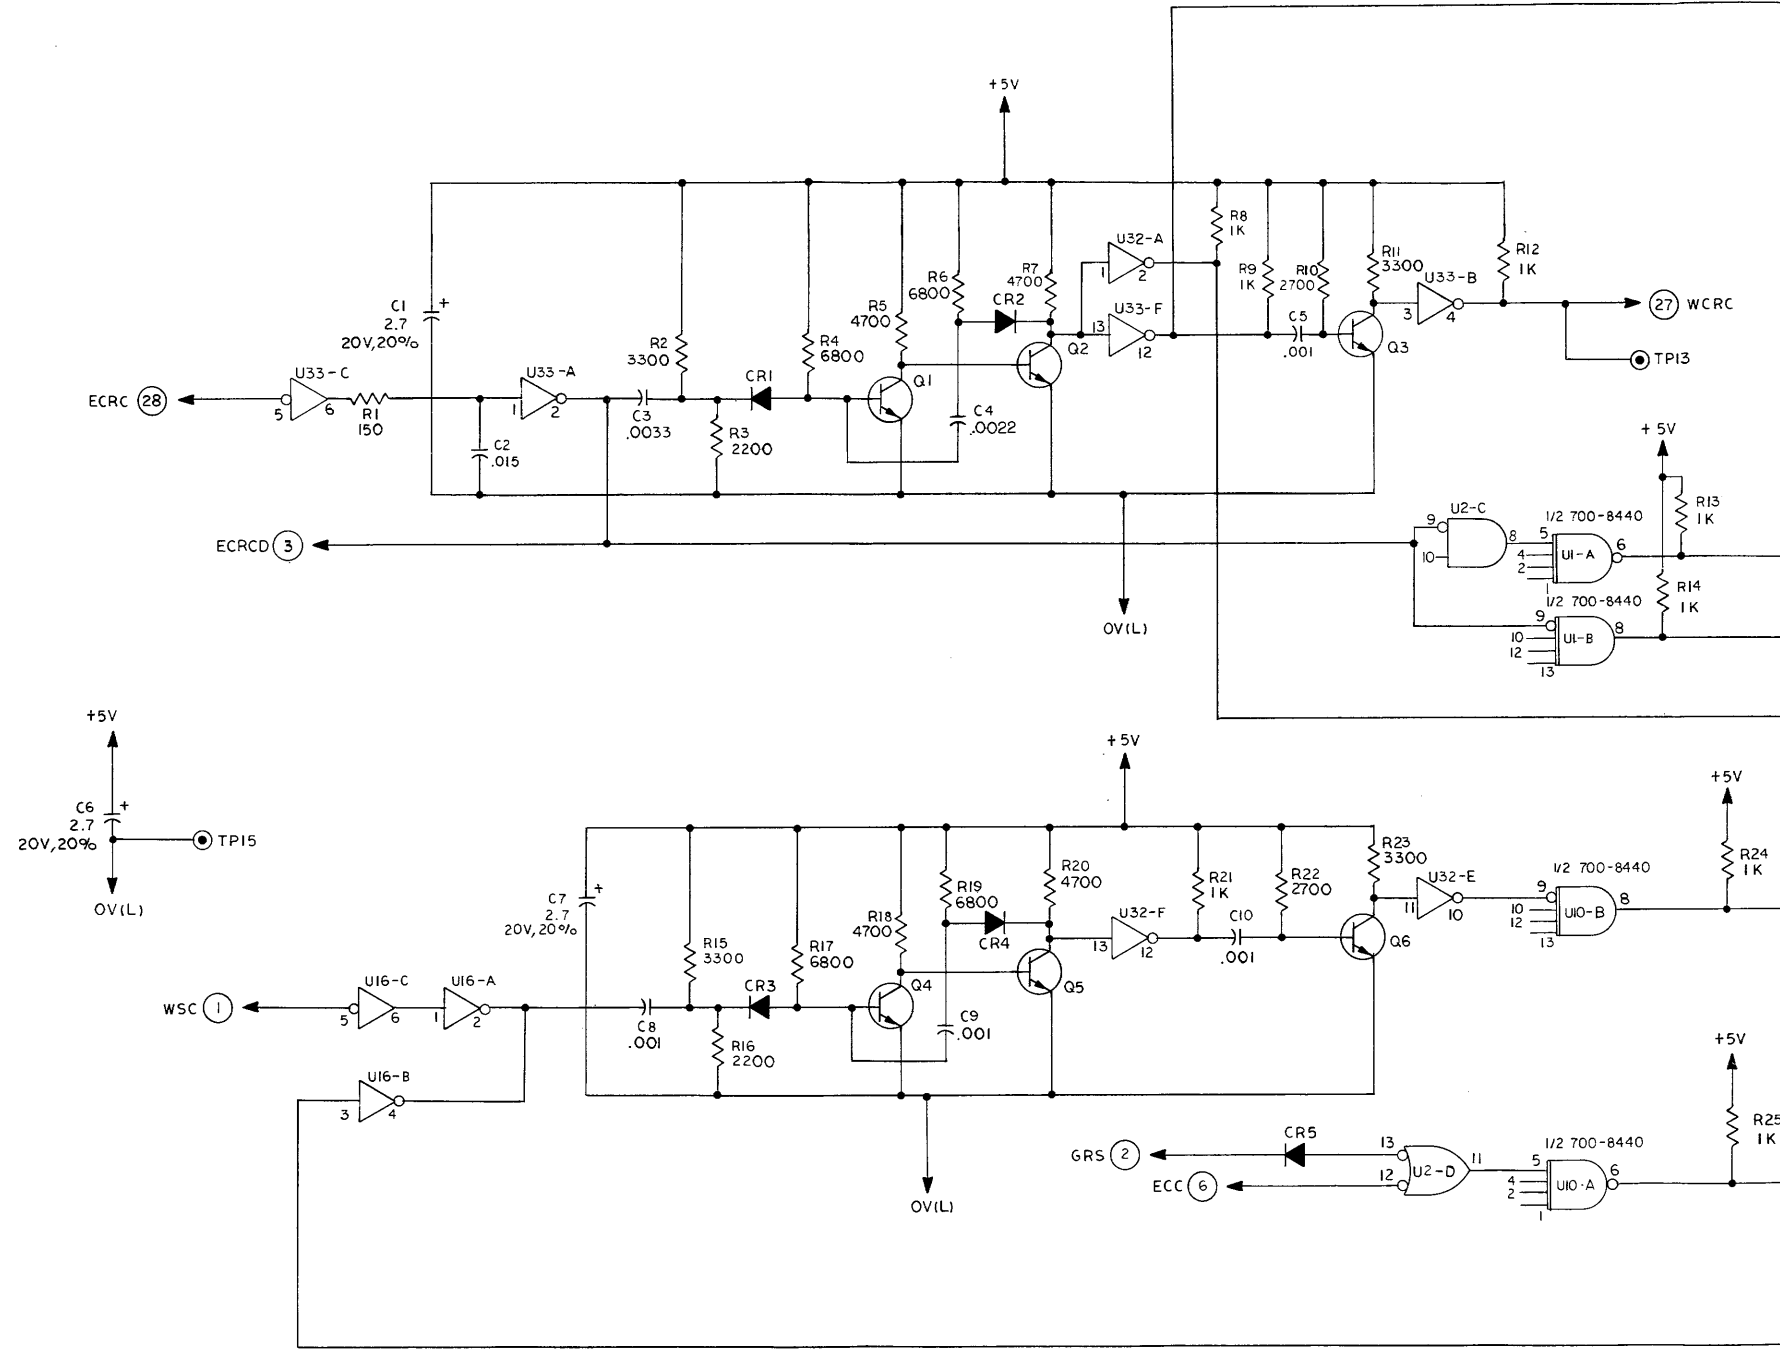 +5V
C1
+
2.7
20V,20%
R2
3300
R4
6800
R5
4700
R6
6800
CR2
R7
4700
U32-A
1
2
R8
1K
R9
1K
R10
2700
R11
3300
U33-B
3
4
R12
1K
27 WCRC
TP13
U33-F
13
12
C5
.001
Q3
Q2
Q1
CR1
ECRC 28
U33-C
5
6
R1
150
U33-A
1
2
C2
.015
C3
.0033
R3
2200
C4
.0022
ECRCD 3
OV(L)
+5V
R13
1K
U2-C
9
10
8
1/2 700-8440
5
4
2
1
U1-A
6
R14
1K
1/2 700-8440
9
10
12
13
U1-B
8
+5V
C6
+
2.7
20V,20%
TP15
OV(L)
+5V
C7
+
2.7
20V,20%
R15
3300
R17
6800
R18
4700
R19
6800
CR4
R20
4700
U32-F
13
12
R21
1K
C10
.001
R22
2700
R23
3300
U32-E
11
10
Q6
1/2 700-8440
9
10
12
13
U10-B
8
+5V
R24
1K
Q5
Q4
CR3
WSC 1
U16-C
5
6
U16-A
1
2
C8
.001
R16
2200
C9
.001
U16-B
3
4
OV(L)
GRS 2
CR5
13
ECC 6
12
U2-D
11
1/2 700-8440
5
4
2
1
U10-A
6
+5V
R25
1K